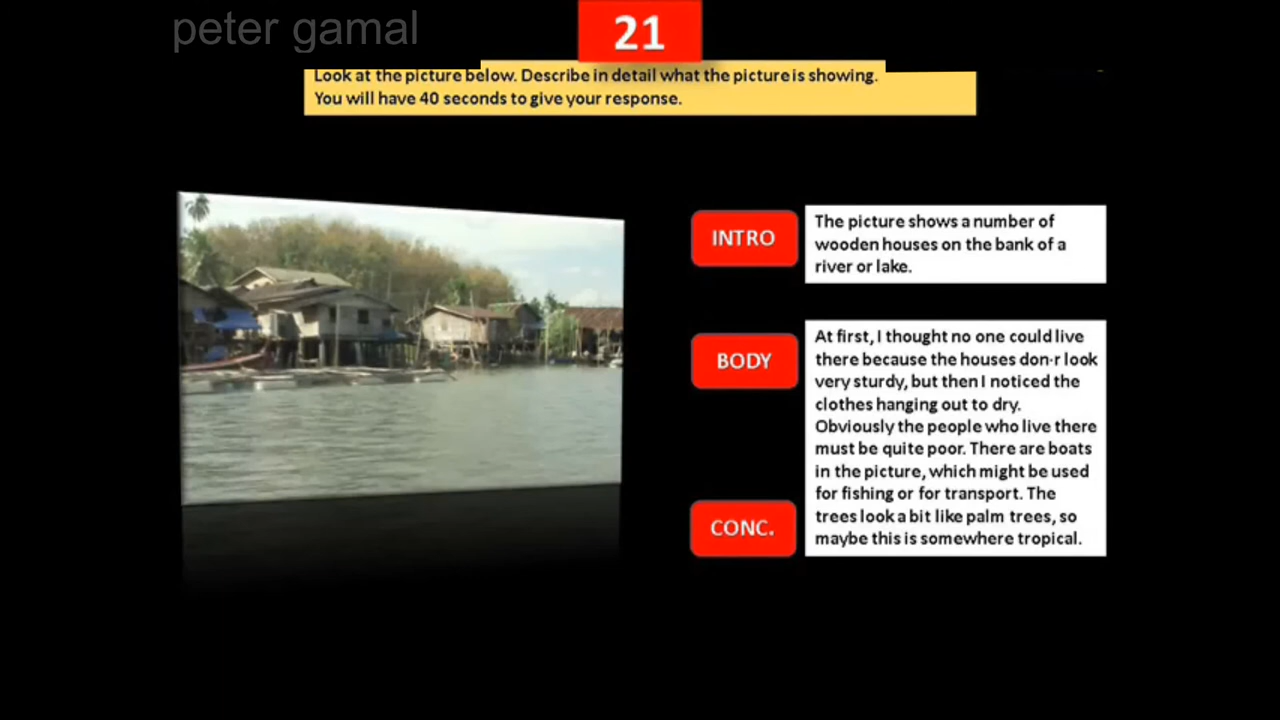 peter gamal
21
Look at the picture below. Describe in detail what the picture is showing.
You will have 40 seconds to give your response.
INTRO
The picture shows a number of
wooden houses on the bank of a
river or lake.
BODY
At first, I thought no one could live
there because the houses don·r look
very sturdy, but then I noticed the
clothes hanging out to dry.
Obviously the people who live there
must be quite poor. There are boats
in the picture, which might be used
for fishing or for transport. The
trees look a bit like palm trees, so
maybe this is somewhere tropical.
CONC.